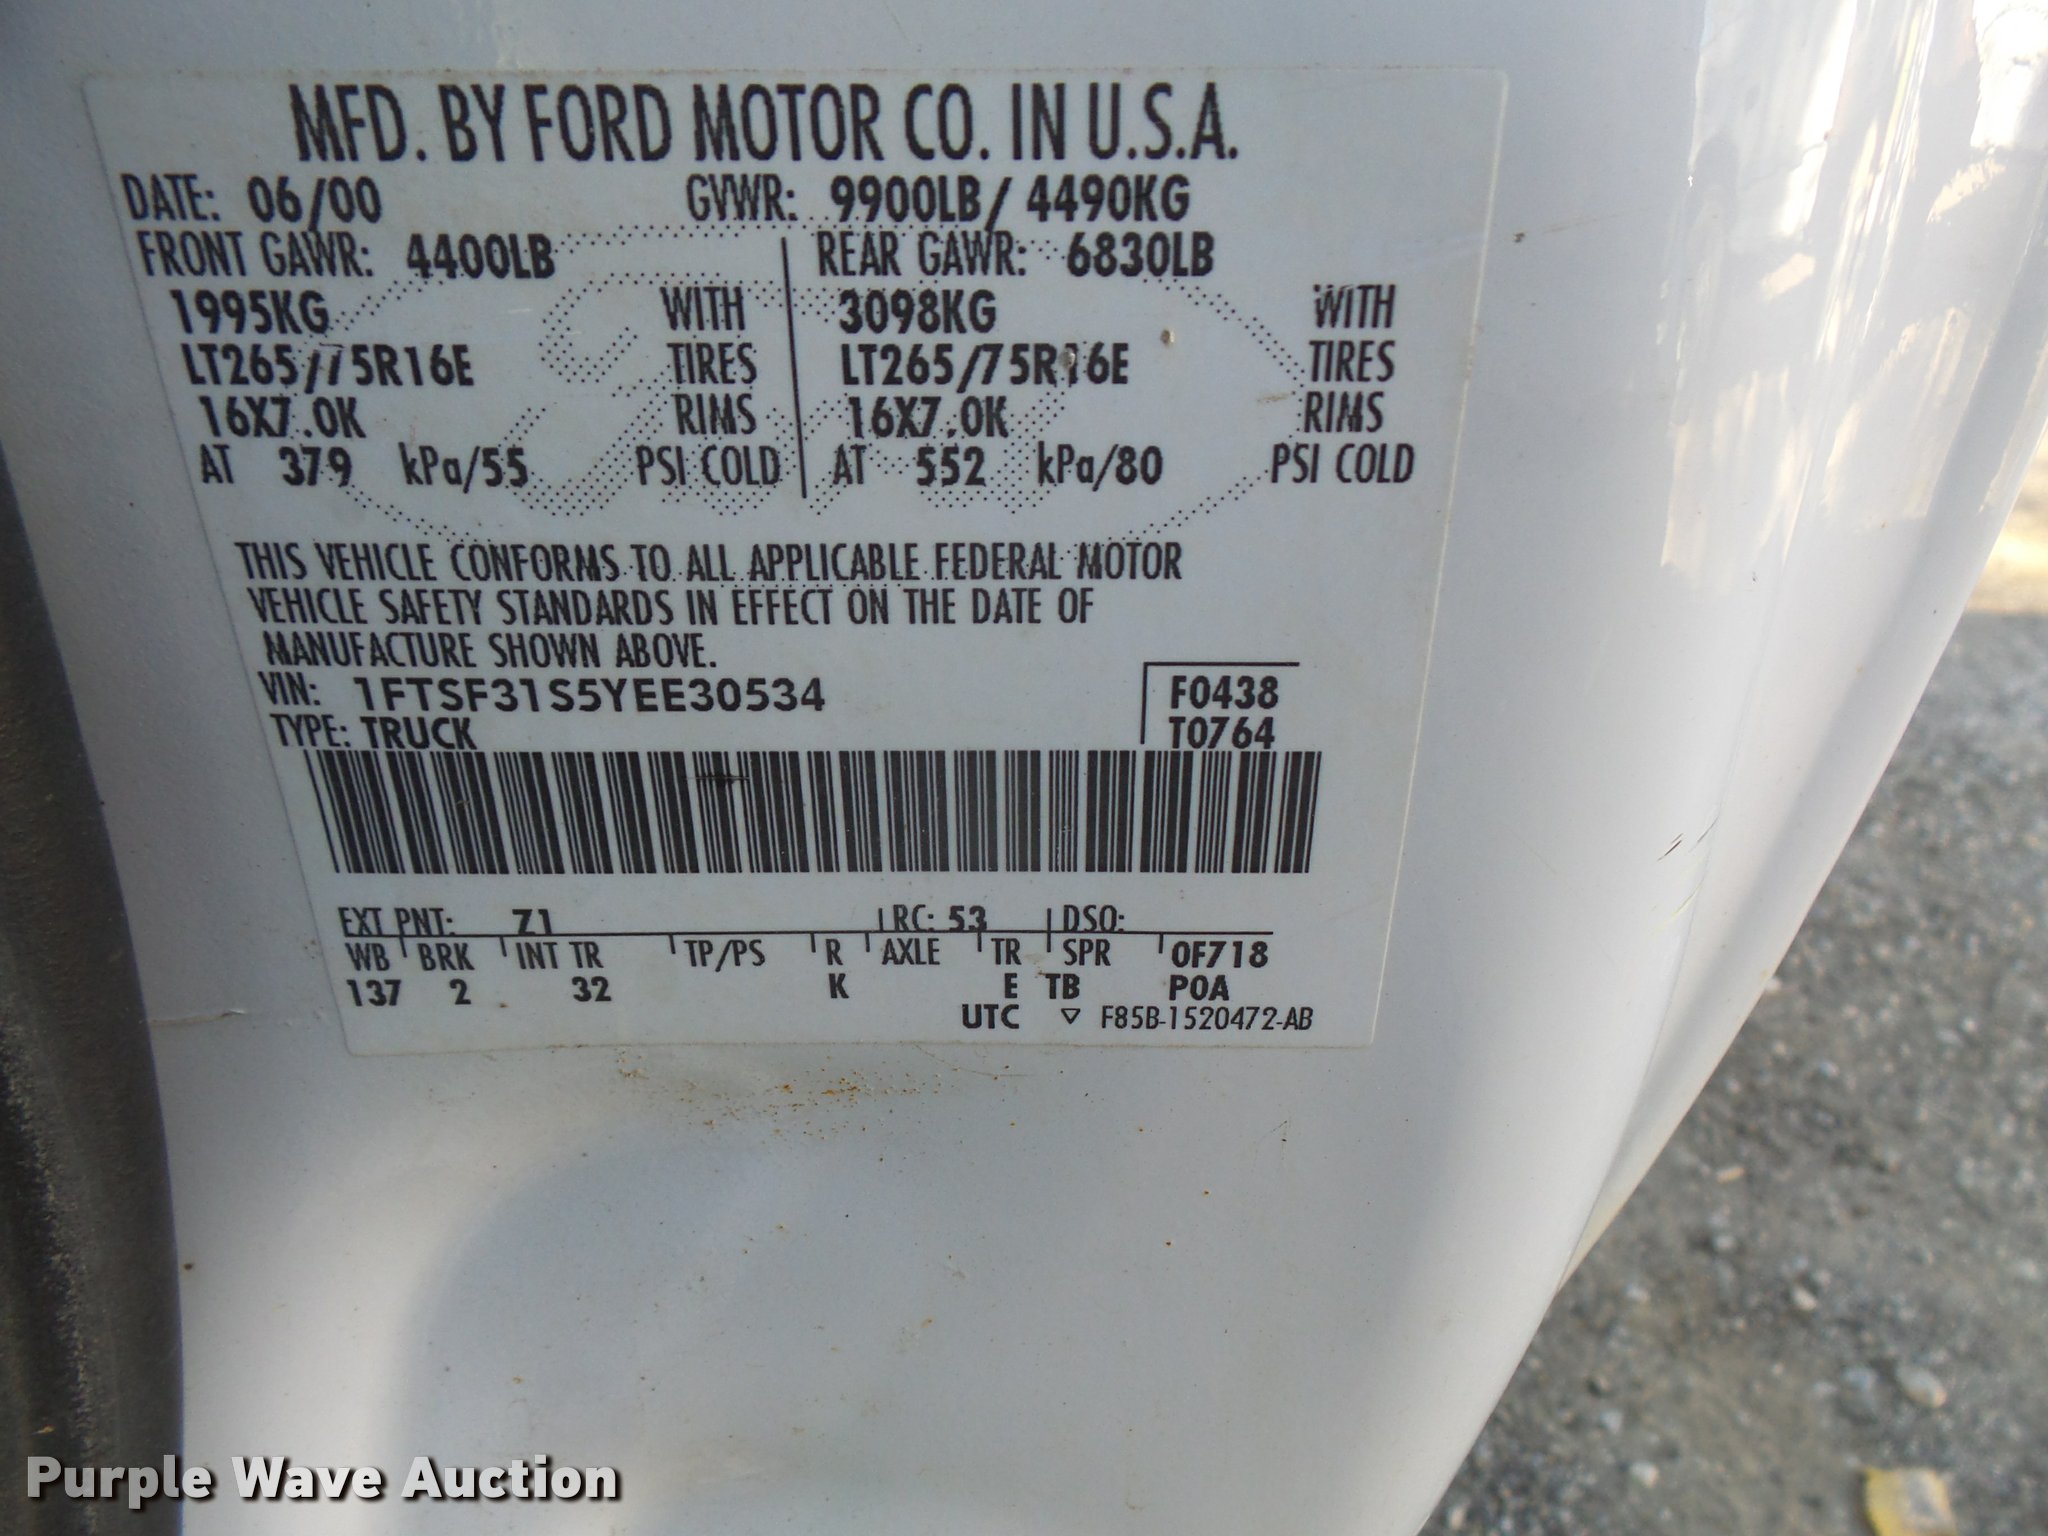 MFD. BY FORD MOTOR CO. IN U.S.A.
DATE: 06/00 GVWR: 9900LB/ 4490KG
FRONT GAWR: 4400LB REAR GAWR: 6830LB
1995KG WITH 3098KG WITH
LT265/75R16E TIRES LT265/75R16E TIRES
16X7.0K RIMS 16X7.0K RIMS
AT 379 kPa/55 PSI COLD AT 552 kPa/80 PSI COLD
THIS VEHICLE CONFORMS TO ALL APPLICABLE FEDERAL MOTOR
VEHICLE SAFETY STANDARDS IN EFFECT ON THE DATE OF
MANUFACTURE SHOWN ABOVE.
VIN: 1FTSF31S5YEE30534 F0438
TYPE: TRUCK T0764
EXT PNT: Z1 RC: 53 DSO:
WB BRK INT TR TP/PS R AXLE TR SPR 0F718
137 2 32 K E TB P0A
UTC ▽ F85B-1520472-AB
Purple Wave Auction